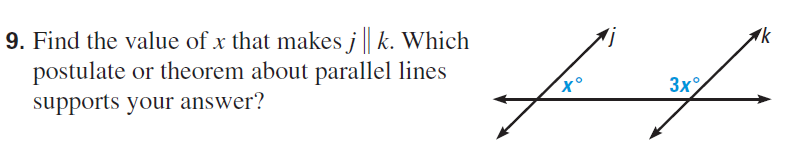 9. Find the value of x that makes j || k. Which
postulate or theorem about parallel lines
supports your answer?
j
k
x°
3x°